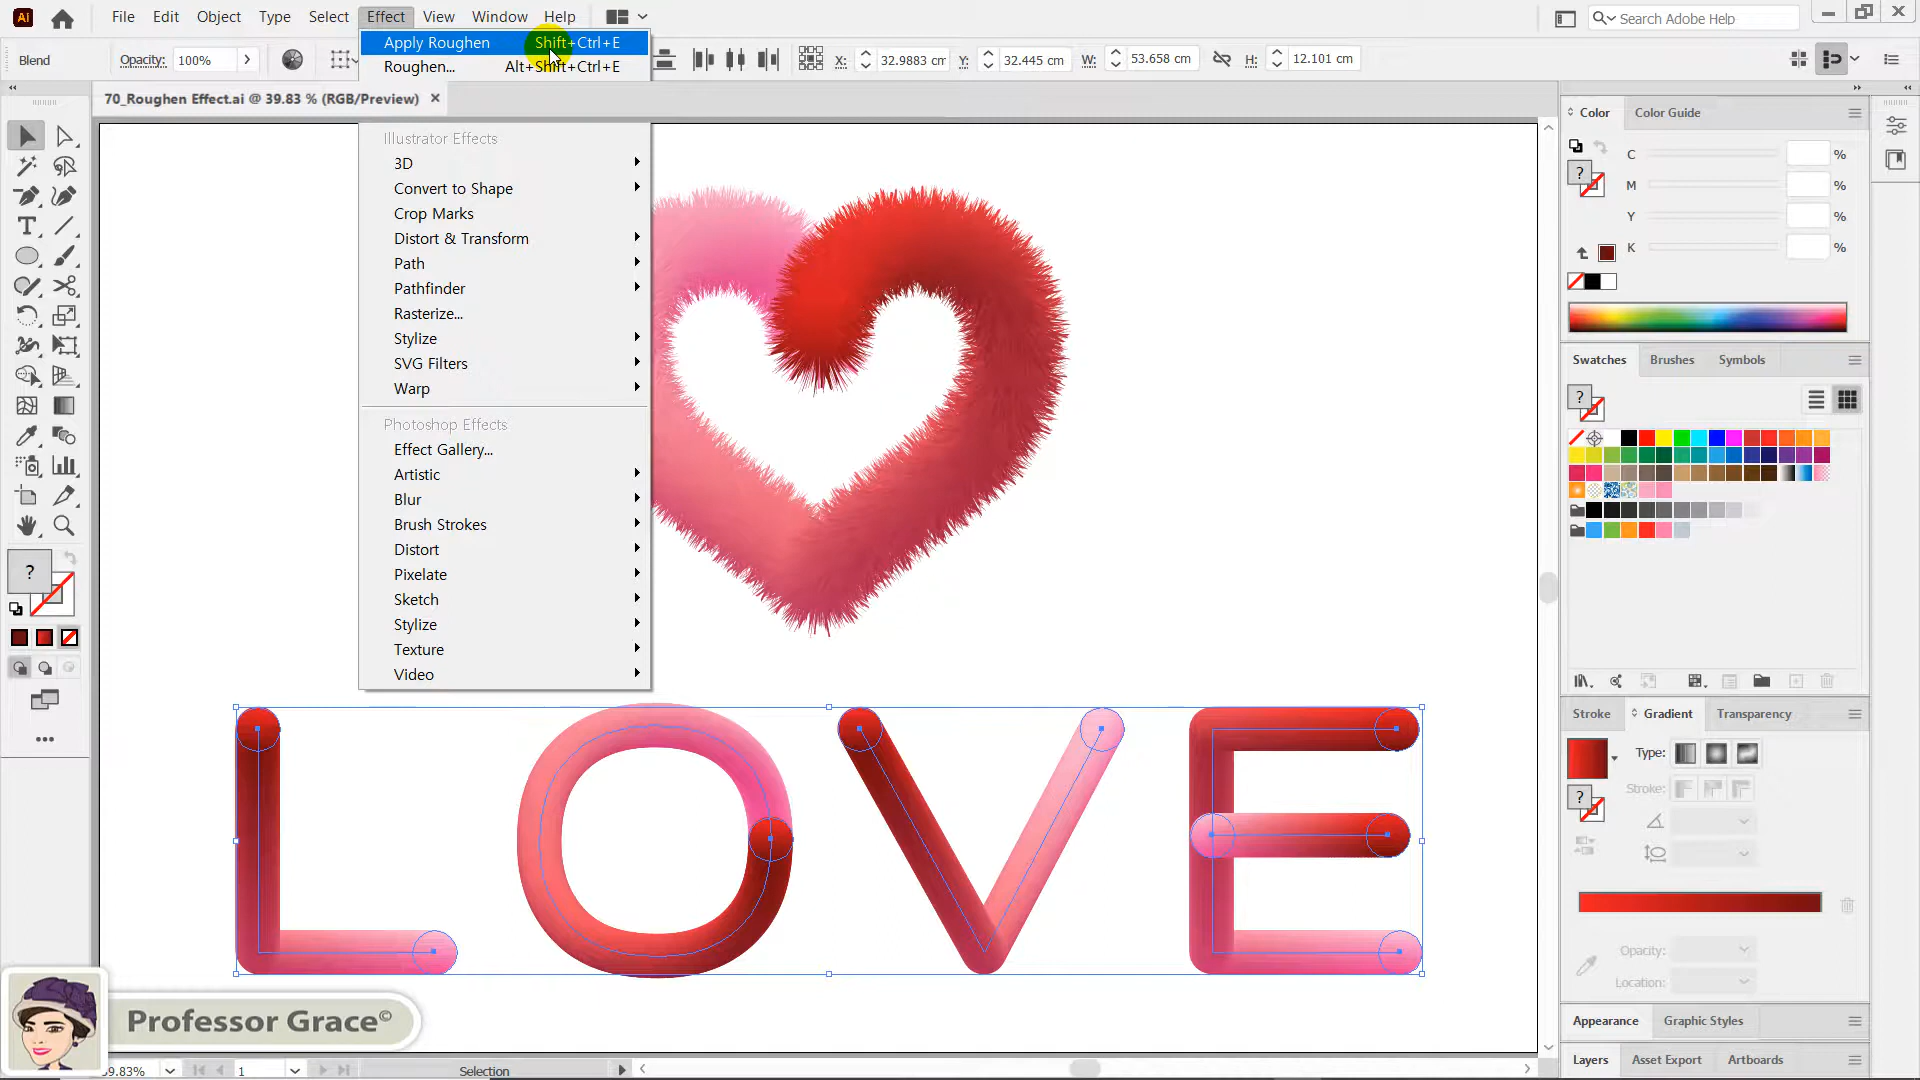 Ai File Edit Object Type Select Effect View Window Help Search Adobe Help
Blend Opacity: 100% X: 32.9883 cm Y: 32.445 cm W: 53.658 cm H: 12.101 cm
Apply Roughen Shift+Ctrl+E
Roughen... Alt+Shift+Ctrl+E
70_Roughen Effect.ai @ 39.83 % (RGB/Preview)
Illustrator Effects
3D
Convert to Shape
Crop Marks
Distort & Transform
Path
Pathfinder
Rasterize...
Stylize
SVG Filters
Warp
Photoshop Effects
Effect Gallery...
Artistic
Blur
Brush Strokes
Distort
Pixelate
Sketch
Stylize
Texture
Video
LOVE
Professor Grace©
39.83% 1 Selection
Color Color Guide
C %
M %
Y %
K %
?
Swatches Brushes Symbols
?
Stroke Gradient Transparency
Type:
Stroke:
?
Opacity:
Location:
Appearance Graphic Styles
Layers Asset Export Artboards
?